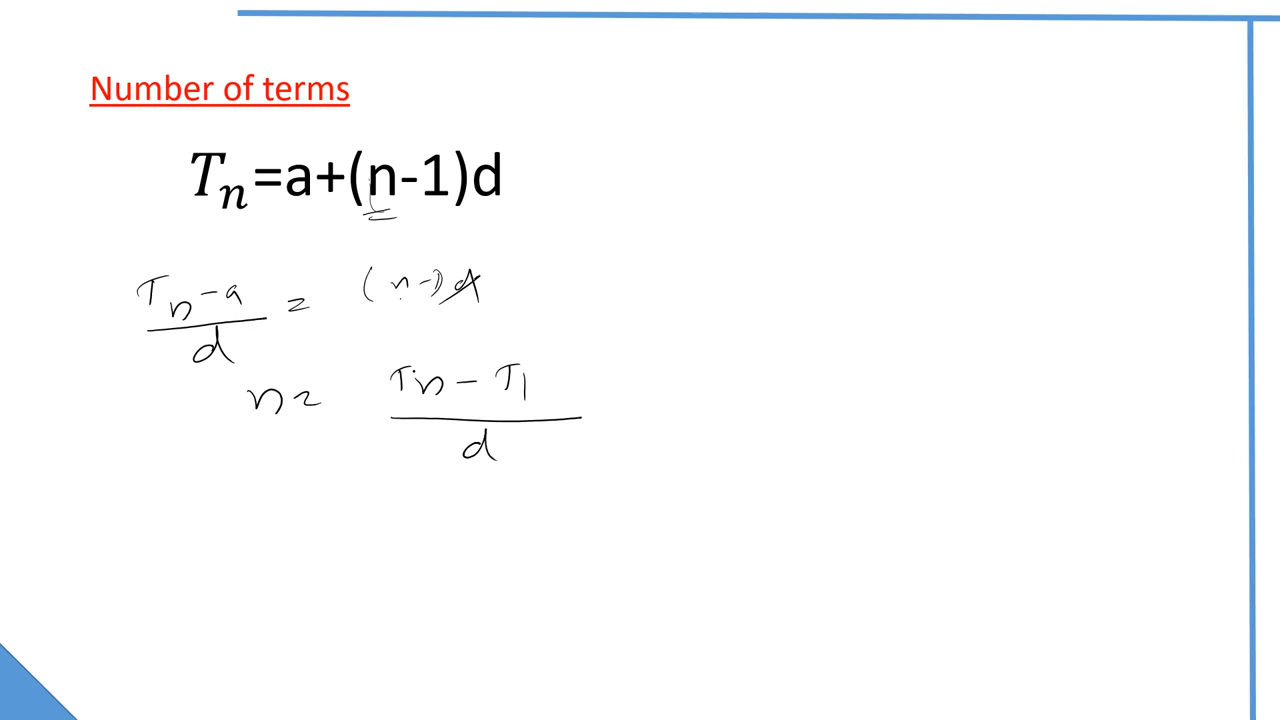 Number of terms
Tₙ=a+(n-1)d
Tn - a / d = (n-1)d
n = Tn - T1 / d